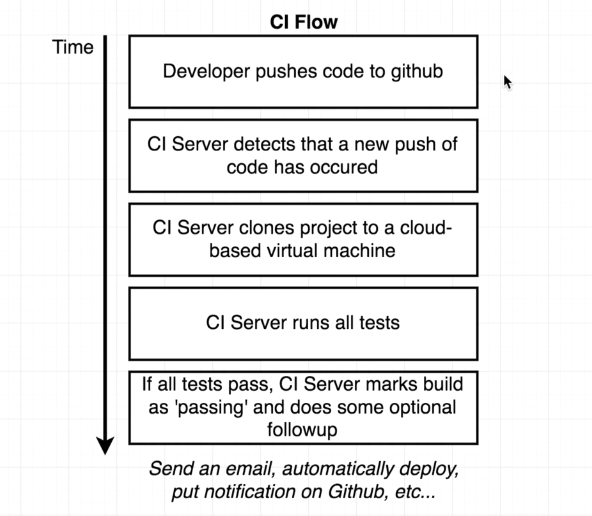 CI Flow
Time
Developer pushes code to github
CI Server detects that a new push of
code has occured
CI Server clones project to a cloud-
based virtual machine
CI Server runs all tests
If all tests pass, CI Server marks build
as 'passing' and does some optional
followup
Send an email, automatically deploy,
put notification on Github, etc...